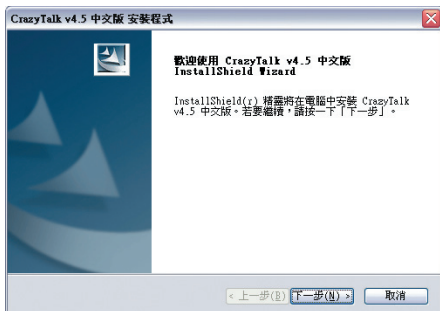 CrazyTalk v4.5 中文版 安裝程式
歡迎使用 CrazyTalk v4.5 中文版
InstallShield Wizard
InstallShield(r) 精靈將在電腦中安裝 CrazyTalk
v4.5 中文版。若要繼續，請按一下「下一步」。
< 上一步(B) 下一步(N) > 取消